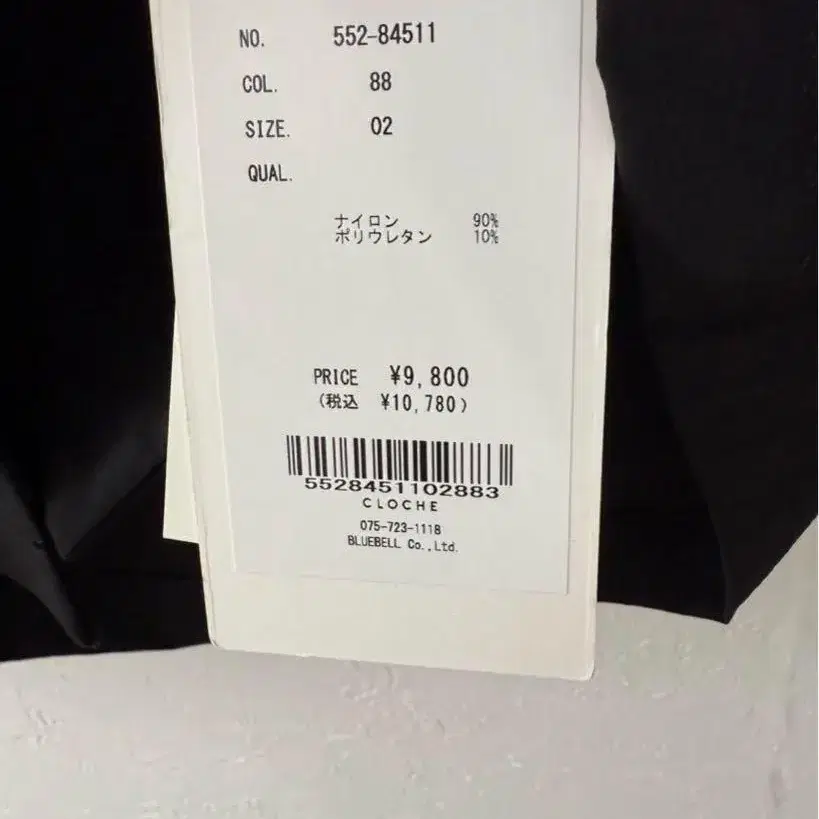 NO. 552-84511
COL. 88
SIZE. 02
QUAL.
ナイロン 90%
ポリウレタン 10%
PRICE ¥9,800
(税込 ¥10,780)
5528451102883
CLOCHE
075-723-1118
BLUEBELL Co.,Ltd.